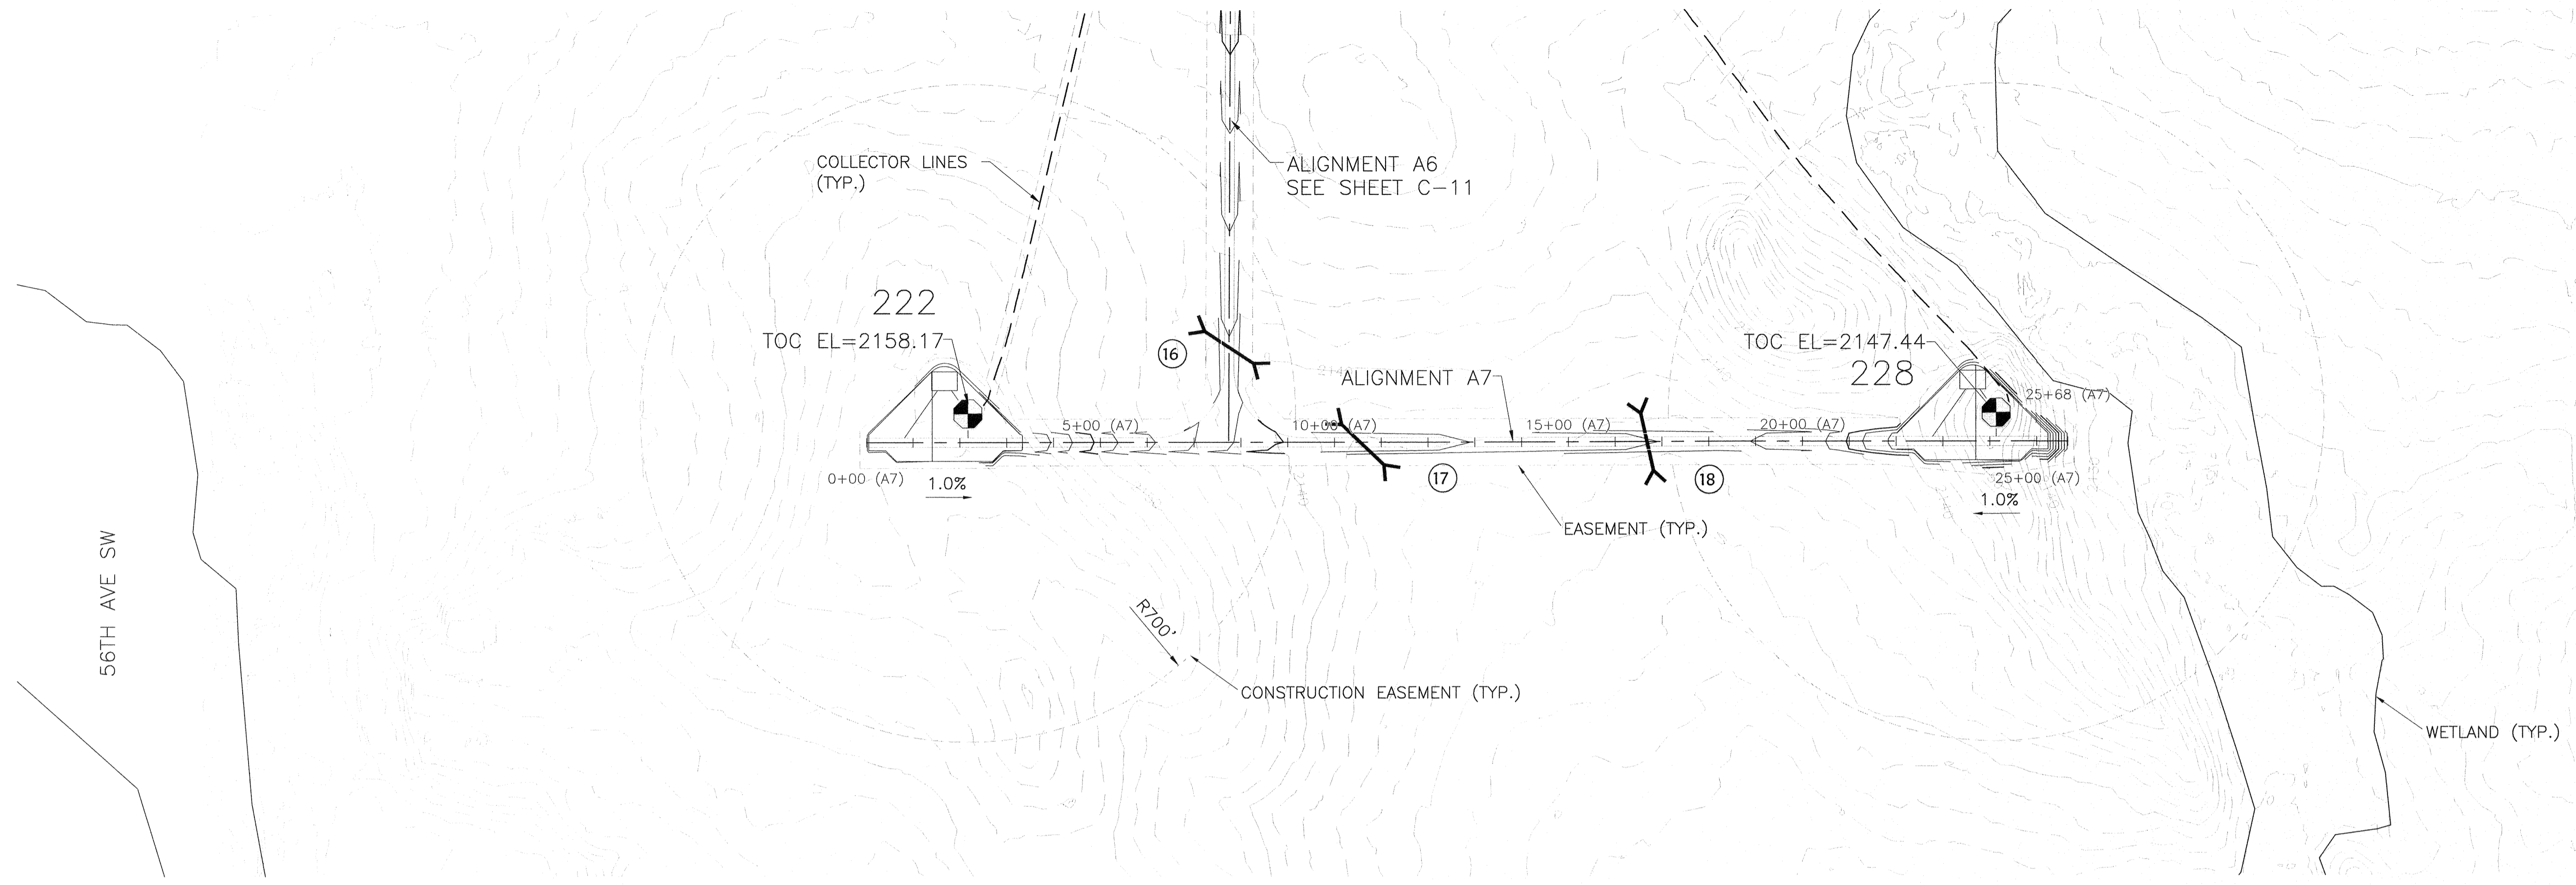 COLLECTOR LINES
(TYP.)
ALIGNMENT A6
SEE SHEET C-11
222
TOC EL=2158.17
16
TOC EL=2147.44
228
ALIGNMENT A7
25+68 (A7)
5+00 (A7)
10+00 (A7)
15+00 (A7)
20+00 (A7)
0+00 (A7)
1.0%
17
18
25+00 (A7)
1.0%
EASEMENT (TYP.)
56TH AVE SW
R700'
CONSTRUCTION EASEMENT (TYP.)
WETLAND (TYP.)